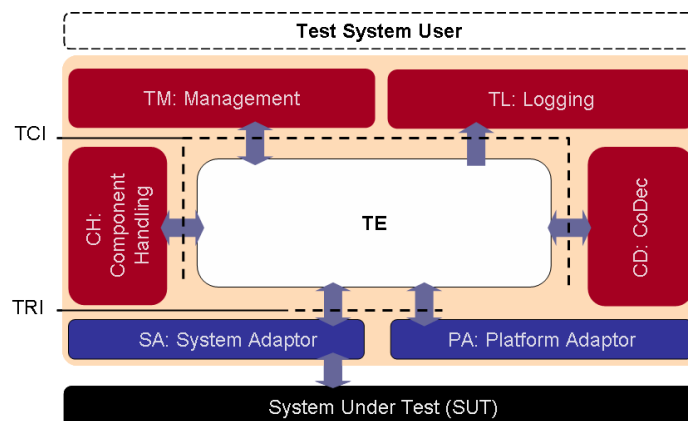 Test System User
TM: Management
TL: Logging
TCI
CH:
Component
Handling
TE
CD: CoDec
TRI
SA: System Adaptor
PA: Platform Adaptor
System Under Test (SUT)